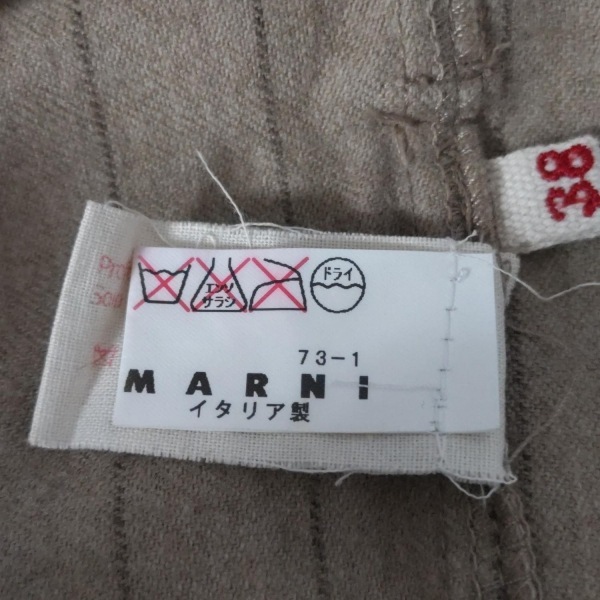 38
エンソ
サラシ
ドライ
73-1
MARNI
イタリア製